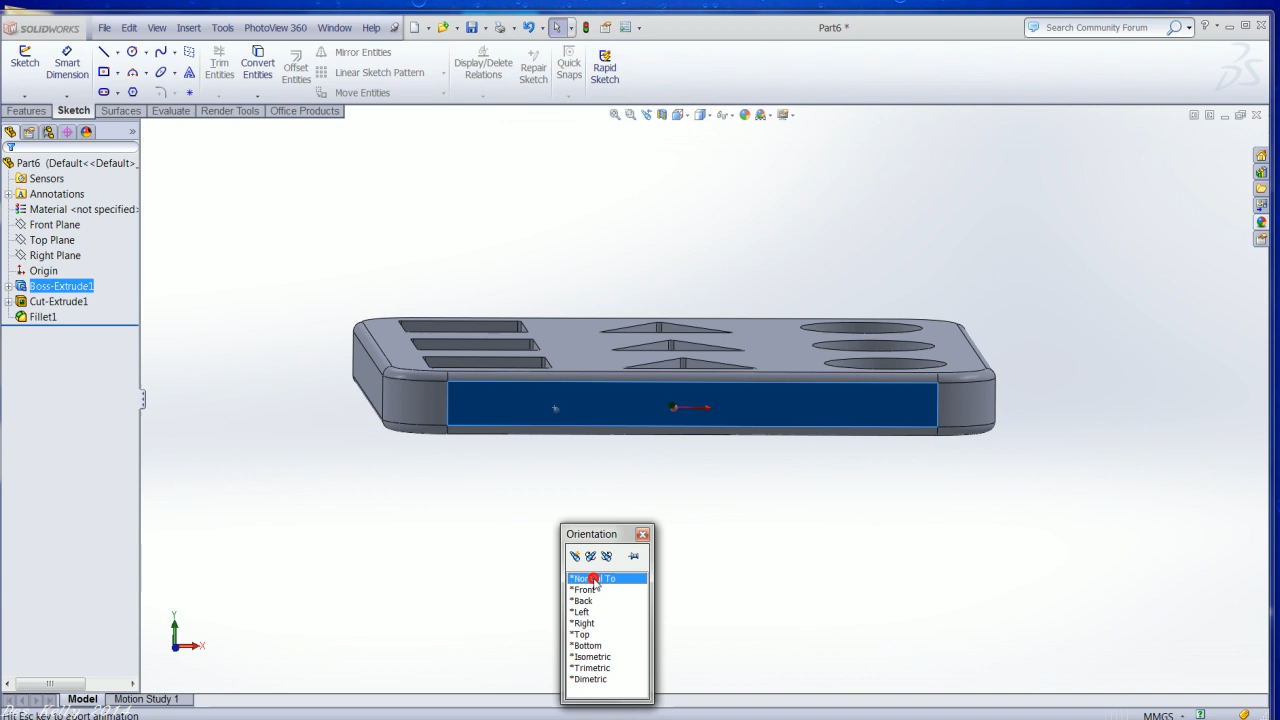 SOLIDWORKS File Edit View Insert Tools PhotoView 360 Window Help Part6 * Search Community Forum
Sketch Smart Dimension Trim Entities Convert Entities Offset Entities Mirror Entities Linear Sketch Pattern Move Entities Display/Delete Relations Repair Sketch Quick Snaps Rapid Sketch
Features Sketch Surfaces Evaluate Render Tools Office Products
Part6 (Default<<Default>_
Sensors
Annotations
Material <not specified>
Front Plane
Top Plane
Right Plane
Origin
Boss-Extrude1
Cut-Extrude1
Fillet1
Orientation
*Normal To
*Front
*Back
*Left
*Right
*Top
*Bottom
*Isometric
*Trimetric
*Dimetric
Y
X
Model Motion Study 1
Hit Esc key to abort animation MMGS